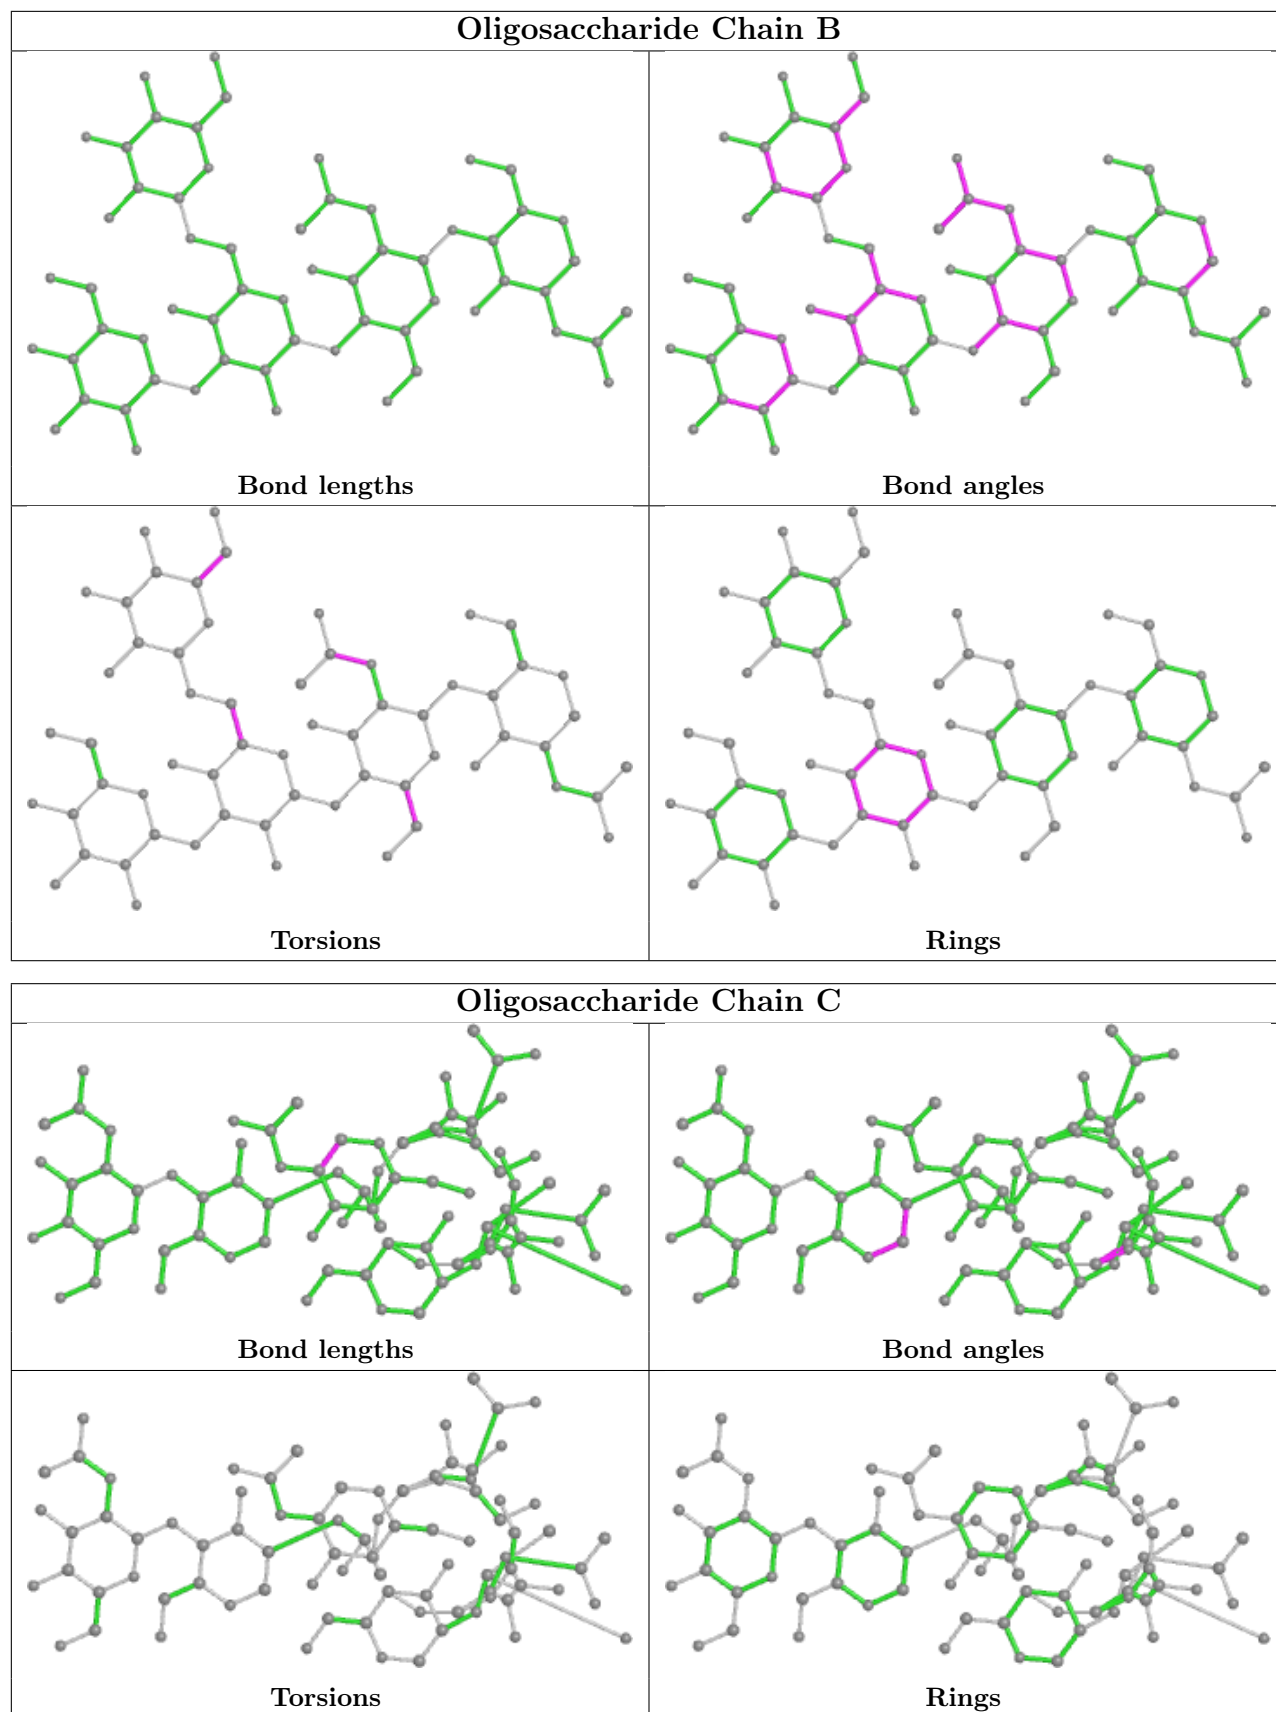 Oligosaccharide Chain B
Bond lengths
Bond angles
Torsions
Rings
Oligosaccharide Chain C
Bond lengths
Bond angles
Torsions
Rings